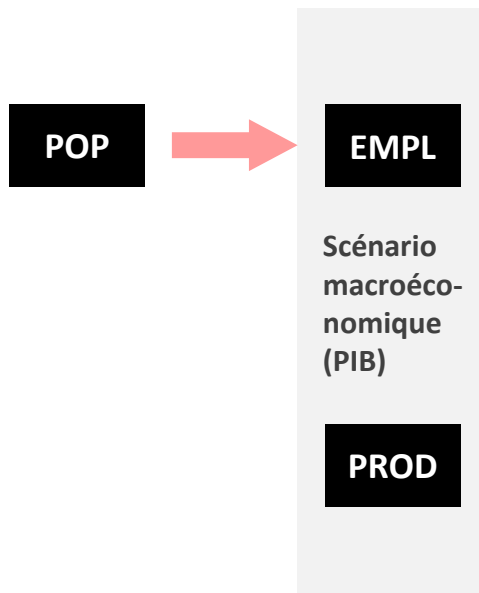 POP
EMPL
Scénario
macroéco-
nomique
(PIB)
PROD